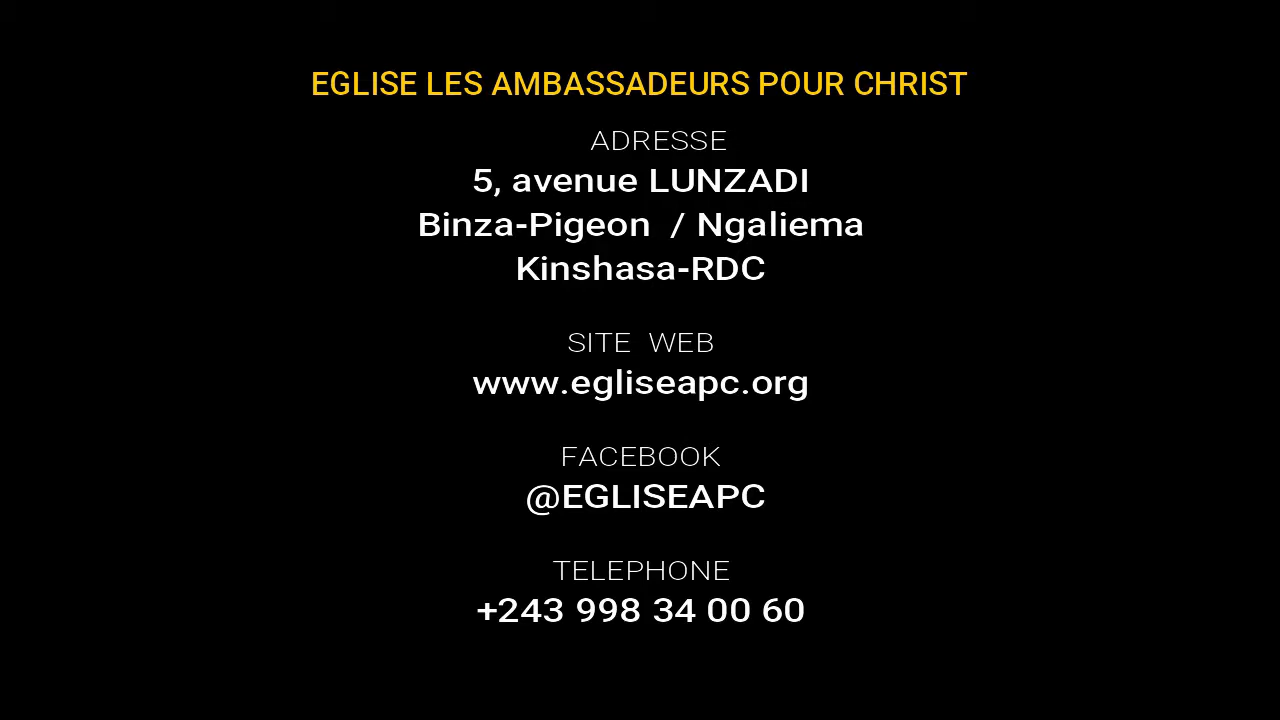 EGLISE LES AMBASSADEURS POUR CHRIST
ADRESSE
5, avenue LUNZADI
Binza-Pigeon / Ngaliema
Kinshasa-RDC
SITE WEB
www.egliseapc.org
FACEBOOK
@EGLISEAPC
TELEPHONE
+243 998 34 00 60